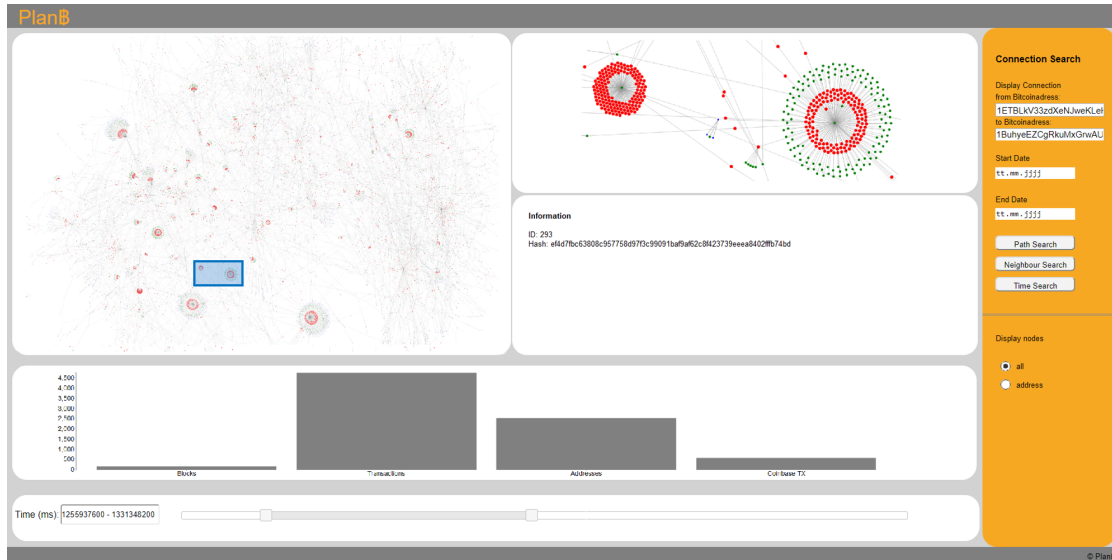 Plan฿
Information
ID: 293
Hash: ef4d7fbc63808c957758d97f3c99091baf9af62c8f423739eeea8402fffb74bd
4,500
4,000
3,500
3,000
2,500
2,000
1,500
1,000
500
0
Blocks
Transactions
Addresses
Coinbase TX
Time (ms): 1255937600 - 1331348200
Connection Search
Display Connection
from Bitcoinadress:
1ETBLkV33zdXeNJweKLeH
to Bitcoinadress:
1BuhyeEZCgRkuMxGrwAU
Start Date
tt.mm.jjjj
End Date
tt.mm.jjjj
Path Search
Neighbour Search
Time Search
Display nodes
all
address
© Plan